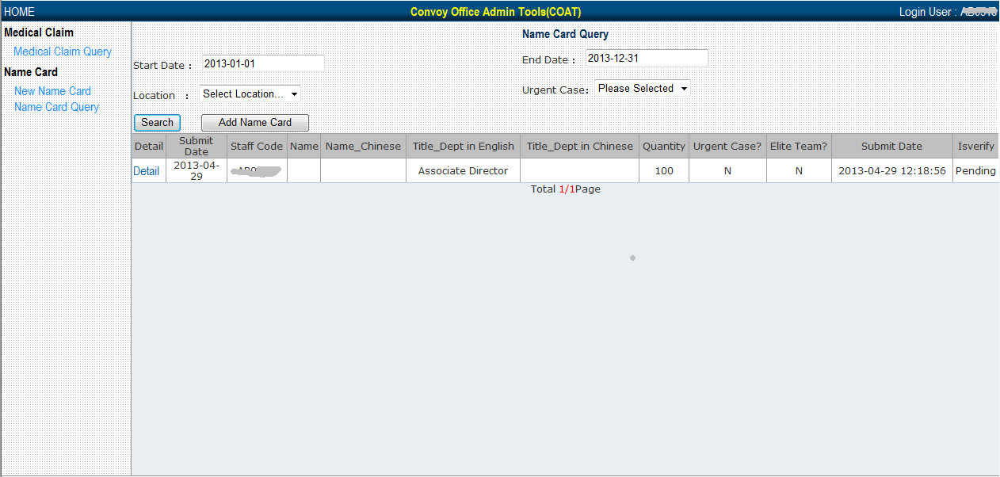 HOME Convoy Office Admin Tools(COAT) Login User :
Medical Claim
Medical Claim Query
Name Card
New Name Card
Name Card Query
Name Card Query
Start Date : 2013-01-01 End Date : 2013-12-31
Location : Select Location... Urgent Case: Please Selected
Search Add Name Card
Detail Submit Date Staff Code Name Name_Chinese Title_Dept in English Title_Dept in Chinese Quantity Urgent Case? Elite Team? Submit Date Isverify
Detail 2013-04-29 Associate Director 100 N N 2013-04-29 12:18:56 Pending
Total 1/1Page